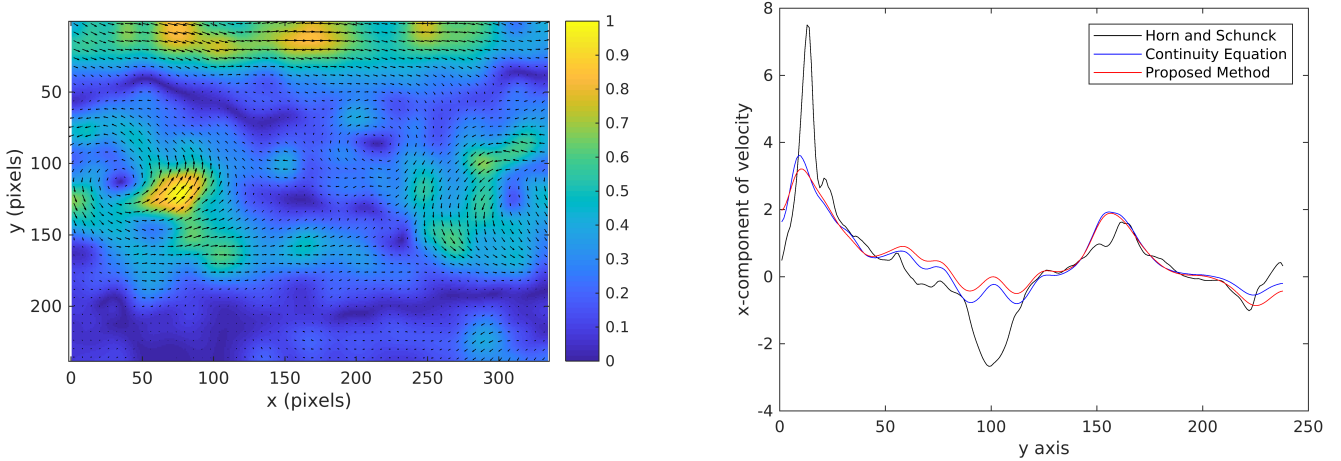 50
100
150
200
y (pixels)
0 50 100 150 200 250 300
x (pixels)
1
0.9
0.8
0.7
0.6
0.5
0.4
0.3
0.2
0.1
0
8
6
4
2
0
-2
-4
x-component of velocity
Horn and Schunck
Continuity Equation
Proposed Method
0 50 100 150 200 250
y axis